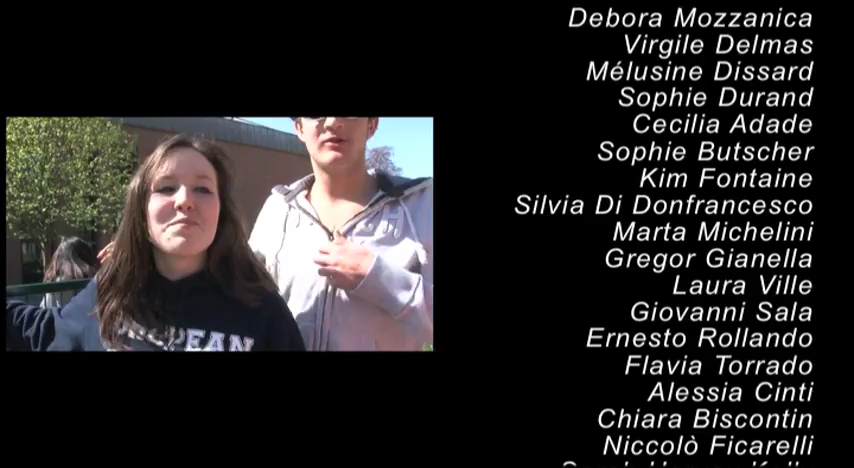 Debora Mozzanica
Virgile Delmas
Mélusine Dissard
Sophie Durand
Cecilia Adade
Sophie Butscher
Kim Fontaine
Silvia Di Donfrancesco
Marta Michelini
Gregor Gianella
Laura Ville
Giovanni Sala
Ernesto Rollando
Flavia Torrado
Alessia Cinti
Chiara Biscontin
Niccolò Ficarelli